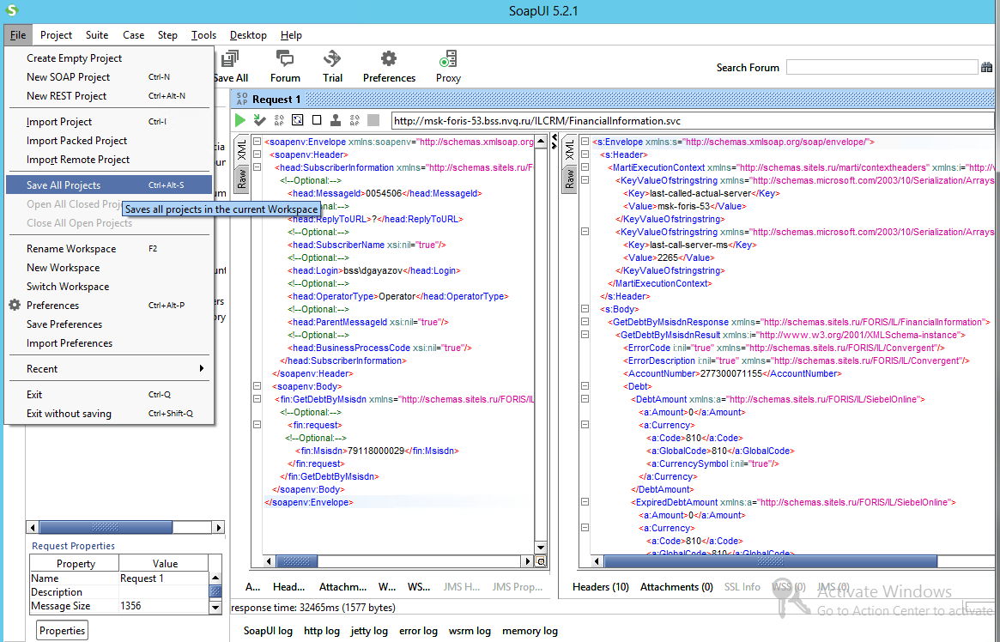 SoapUI 5.2.1
File Project Suite Case Step Tools Desktop Help
Create Empty Project
New SOAP Project Ctrl-N
New REST Project Ctrl+Alt-N
Import Project Ctrl-I
Import Packed Project
Import Remote Project
Save All Projects Ctrl+Alt-S
Open All Closed
Saves all projects in the current Workspace
Close All Open Projects
Rename Workspace F2
New Workspace
Switch Workspace
Preferences Ctrl+Alt-P
Save Preferences
Import Preferences
Recent
Exit Ctrl-Q
Exit without saving Ctrl+Shift-Q
Save All Forum Trial Preferences Proxy
Search Forum
SO
AP
Request 1
http://msk-foris-53.bss.nvg.ru/ILCRM/FinancialInformation.svc
XML
Raw
<soapenv:Envelope xmlns:soapenv="http://schemas.xmlsoap.org
<soapenv:Header>
<head:SubscriberInformation xmlns="http://schemas.sitels.ru/F
<!--Optional:-->
<head:MessageId>0054506</head:MessageId>
nal:-->
<head:ReplyToURL>?</head:ReplyToURL>
<!--Optional:-->
<head:SubscriberName xsi:nil="true"/>
<!--Optional:-->
<head:Login>bss\dgayazov</head:Login>
<!--Optional:-->
<head:OperatorType>Operator</head:OperatorType>
<!--Optional:-->
<head:ParentMessageId xsi:nil="true"/>
<!--Optional:-->
<head:BusinessProcessCode xsi:nil="true"/>
</head:SubscriberInformation>
</soapenv:Header>
<soapenv:Body>
<fin:GetDebtByMsisdn xmlns="http://schemas.sitels.ru/FORIS/IL
<!--Optional:-->
<fin:request>
<!--Optional:-->
<fin:Msisdn>79118000029</fin:Msisdn>
</fin:request>
</fin:GetDebtByMsisdn>
</soapenv:Body>
</soapenv:Envelope>
XML
Raw
<s:Envelope xmlns:s="http://schemas.xmlsoap.org/soap/envelope/">
<s:Header>
<MartiExecutionContext xmlns="http://schemas.sitels.ru/marti/contextheaders" xmlns:i="http://v
<KeyValueOfstringstring xmlns="http://schemas.microsoft.com/2003/10/Serialization/Arrays
<Key>last-called-actual-server</Key>
<Value>msk-foris-53</Value>
</KeyValueOfstringstring>
<KeyValueOfstringstring xmlns="http://schemas.microsoft.com/2003/10/Serialization/Arrays
<Key>last-call-server-ms</Key>
<Value>2265</Value>
</KeyValueOfstringstring>
</MartiExecutionContext>
</s:Header>
<s:Body>
<GetDebtByMsisdnResponse xmlns="http://schemas.sitels.ru/FORIS/IL/FinancialInformation">
<GetDebtByMsisdnResult xmlns:i="http://www.w3.org/2001/XMLSchema-instance">
<ErrorCode i:nil="true" xmlns="http://schemas.sitels.ru/FORIS/IL/Convergent"/>
<ErrorDescription i:nil="true" xmlns="http://schemas.sitels.ru/FORIS/IL/Convergent"/>
<AccountNumber>277300071155</AccountNumber>
<Debt>
<DebtAmount xmlns:a="http://schemas.sitels.ru/FORIS/IL/SiebelOnline">
<a:Amount>0</a:Amount>
<a:Currency>
<a:Code>810</a:Code>
<a:GlobalCode>810</a:GlobalCode>
<a:CurrencySymbol i:nil="true"/>
</a:Currency>
</DebtAmount>
<ExpiredDebtAmount xmlns:a="http://schemas.sitels.ru/FORIS/IL/SiebelOnline">
<a:Amount>0</a:Amount>
<a:Currency>
<a:Code>810</a:Code>
<a:GlobalCode>810</a:GlobalCode>
Request Properties
Property Value
Name Request 1
Description
Message Size 1356
Properties
A... Head... Attachm... W... WS... JMS H... JMS Prop...
Headers (10) Attachments (0) SSL Info WSS (0) JMS (0)
response time: 32465ms (1577 bytes)
SoapUI log http log jetty log error log wsrm log memory log
Activate Windows
Go to Action Center to activate